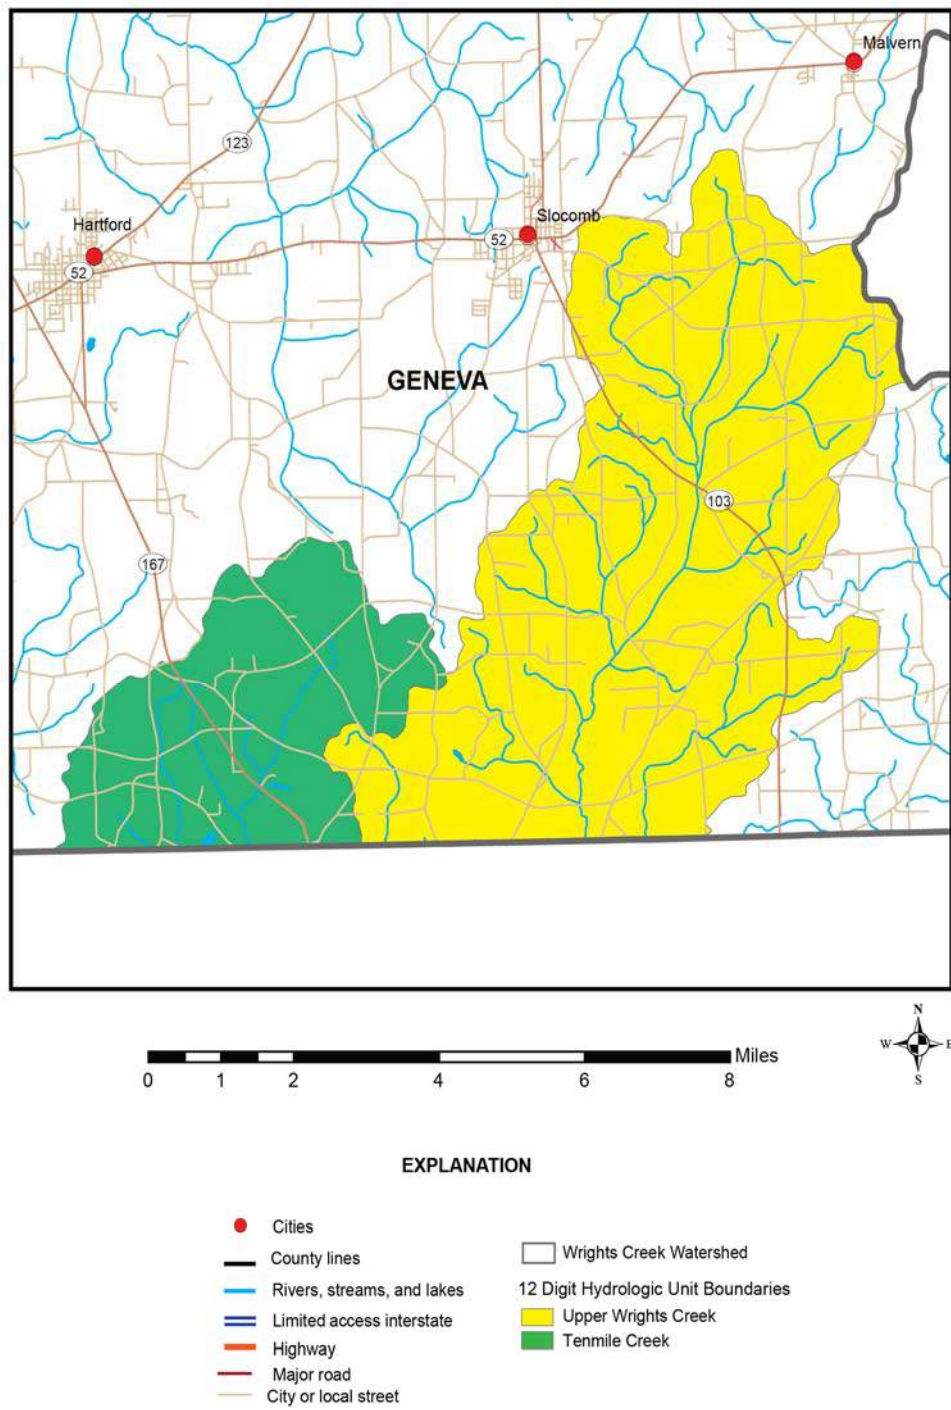 Malvern
123
Hartford
Slocomb
52
52
GENEVA
103
167
N
W E
S
Miles
0 1 2 4 6 8
EXPLANATION
Cities
County lines
Rivers, streams, and lakes
Limited access interstate
Highway
Major road
City or local street
Wrights Creek Watershed
12 Digit Hydrologic Unit Boundaries
Upper Wrights Creek
Tenmile Creek